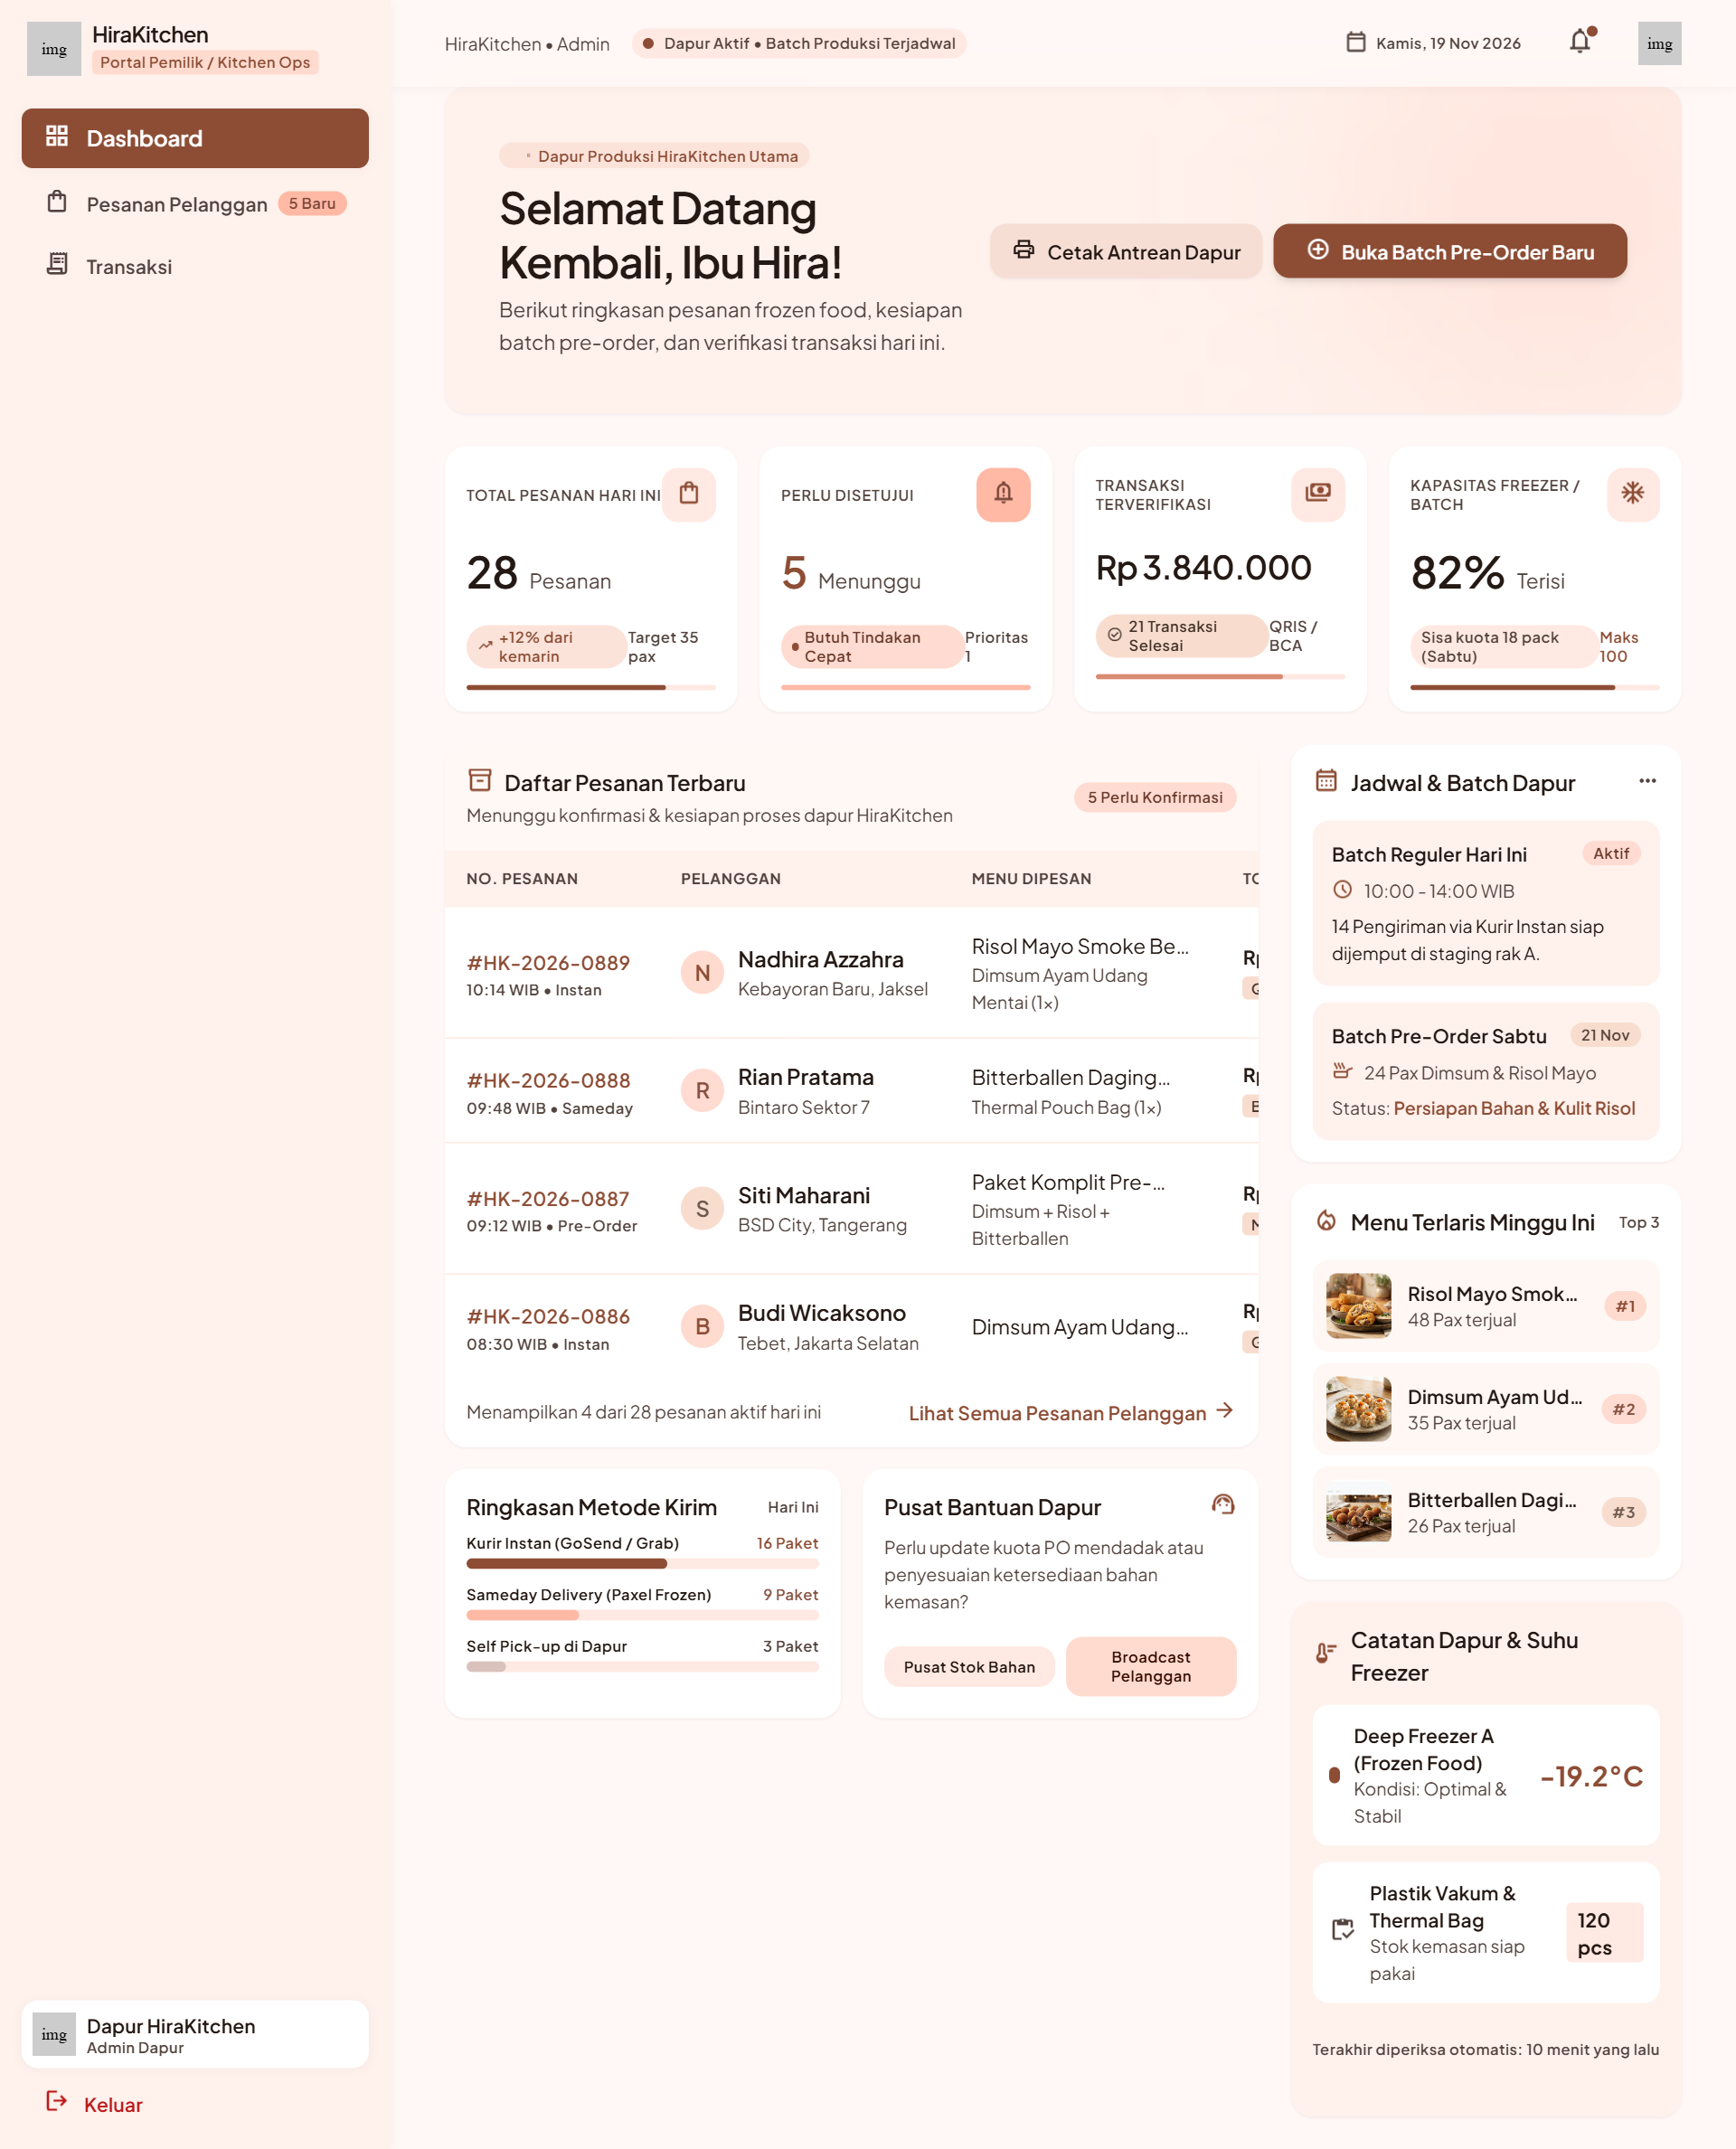 img
HiraKitchen
Portal Pemilik / Kitchen Ops
Dashboard
Pesanan Pelanggan 5 Baru
Transaksi
img
Dapur HiraKitchen
Admin Dapur
Keluar
HiraKitchen • Admin
Dapur Aktif • Batch Produksi Terjadwal
Kamis, 19 Nov 2026
img
Dapur Produksi HiraKitchen Utama
Selamat Datang
Kembali, Ibu Hira!
Berikut ringkasan pesanan frozen food, kesiapan
batch pre-order, dan verifikasi transaksi hari ini.
Cetak Antrean Dapur
Buka Batch Pre-Order Baru
TOTAL PESANAN HARI INI
28 Pesanan
+12% dari
kemarin
Target 35
pax
PERLU DISETUJUI
5 Menunggu
Butuh Tindakan
Cepat
Prioritas
1
TRANSAKSI
TERVERIFIKASI
Rp 3.840.000
21 Transaksi
Selesai
QRIS /
BCA
KAPASITAS FREEZER /
BATCH
82% Terisi
Sisa kuota 18 pack
(Sabtu)
Maks
100
Daftar Pesanan Terbaru
Menunggu konfirmasi & kesiapan proses dapur HiraKitchen
5 Perlu Konfirmasi
NO. PESANAN PELANGGAN MENU DIPESAN
#HK-2026-0889
10:14 WIB • Instan
N
Nadhira Azzahra
Kebayoran Baru, Jaksel
Risol Mayo Smoke Be...
Dimsum Ayam Udang
Mentai (1×)
#HK-2026-0888
09:48 WIB • Sameday
R
Rian Pratama
Bintaro Sektor 7
Bitterballen Daging...
Thermal Pouch Bag (1×)
#HK-2026-0887
09:12 WIB • Pre-Order
S
Siti Maharani
BSD City, Tangerang
Paket Komplit Pre-...
Dimsum + Risol +
Bitterballen
#HK-2026-0886
08:30 WIB • Instan
B
Budi Wicaksono
Tebet, Jakarta Selatan
Dimsum Ayam Udang...
Menampilkan 4 dari 28 pesanan aktif hari ini
Lihat Semua Pesanan Pelanggan
Ringkasan Metode Kirim Hari Ini
Kurir Instan (GoSend / Grab) 16 Paket
Sameday Delivery (Paxel Frozen) 9 Paket
Self Pick-up di Dapur 3 Paket
Pusat Bantuan Dapur
Perlu update kuota PO mendadak atau
penyesuaian ketersediaan bahan
kemasan?
Pusat Stok Bahan
Broadcast
Pelanggan
Jadwal & Batch Dapur
Batch Reguler Hari Ini Aktif
10:00 - 14:00 WIB
14 Pengiriman via Kurir Instan siap
dijemput di staging rak A.
Batch Pre-Order Sabtu 21 Nov
24 Pax Dimsum & Risol Mayo
Status: Persiapan Bahan & Kulit Risol
Menu Terlaris Minggu Ini Top 3
Risol Mayo Smok...
48 Pax terjual
#1
Dimsum Ayam Ud...
35 Pax terjual
#2
Bitterballen Dagi...
26 Pax terjual
#3
Catatan Dapur & Suhu
Freezer
Deep Freezer A
(Frozen Food)
Kondisi: Optimal &
Stabil
-19.2°C
Plastik Vakum &
Thermal Bag
Stok kemasan siap
pakai
120
pcs
Terakhir diperiksa otomatis: 10 menit yang lalu